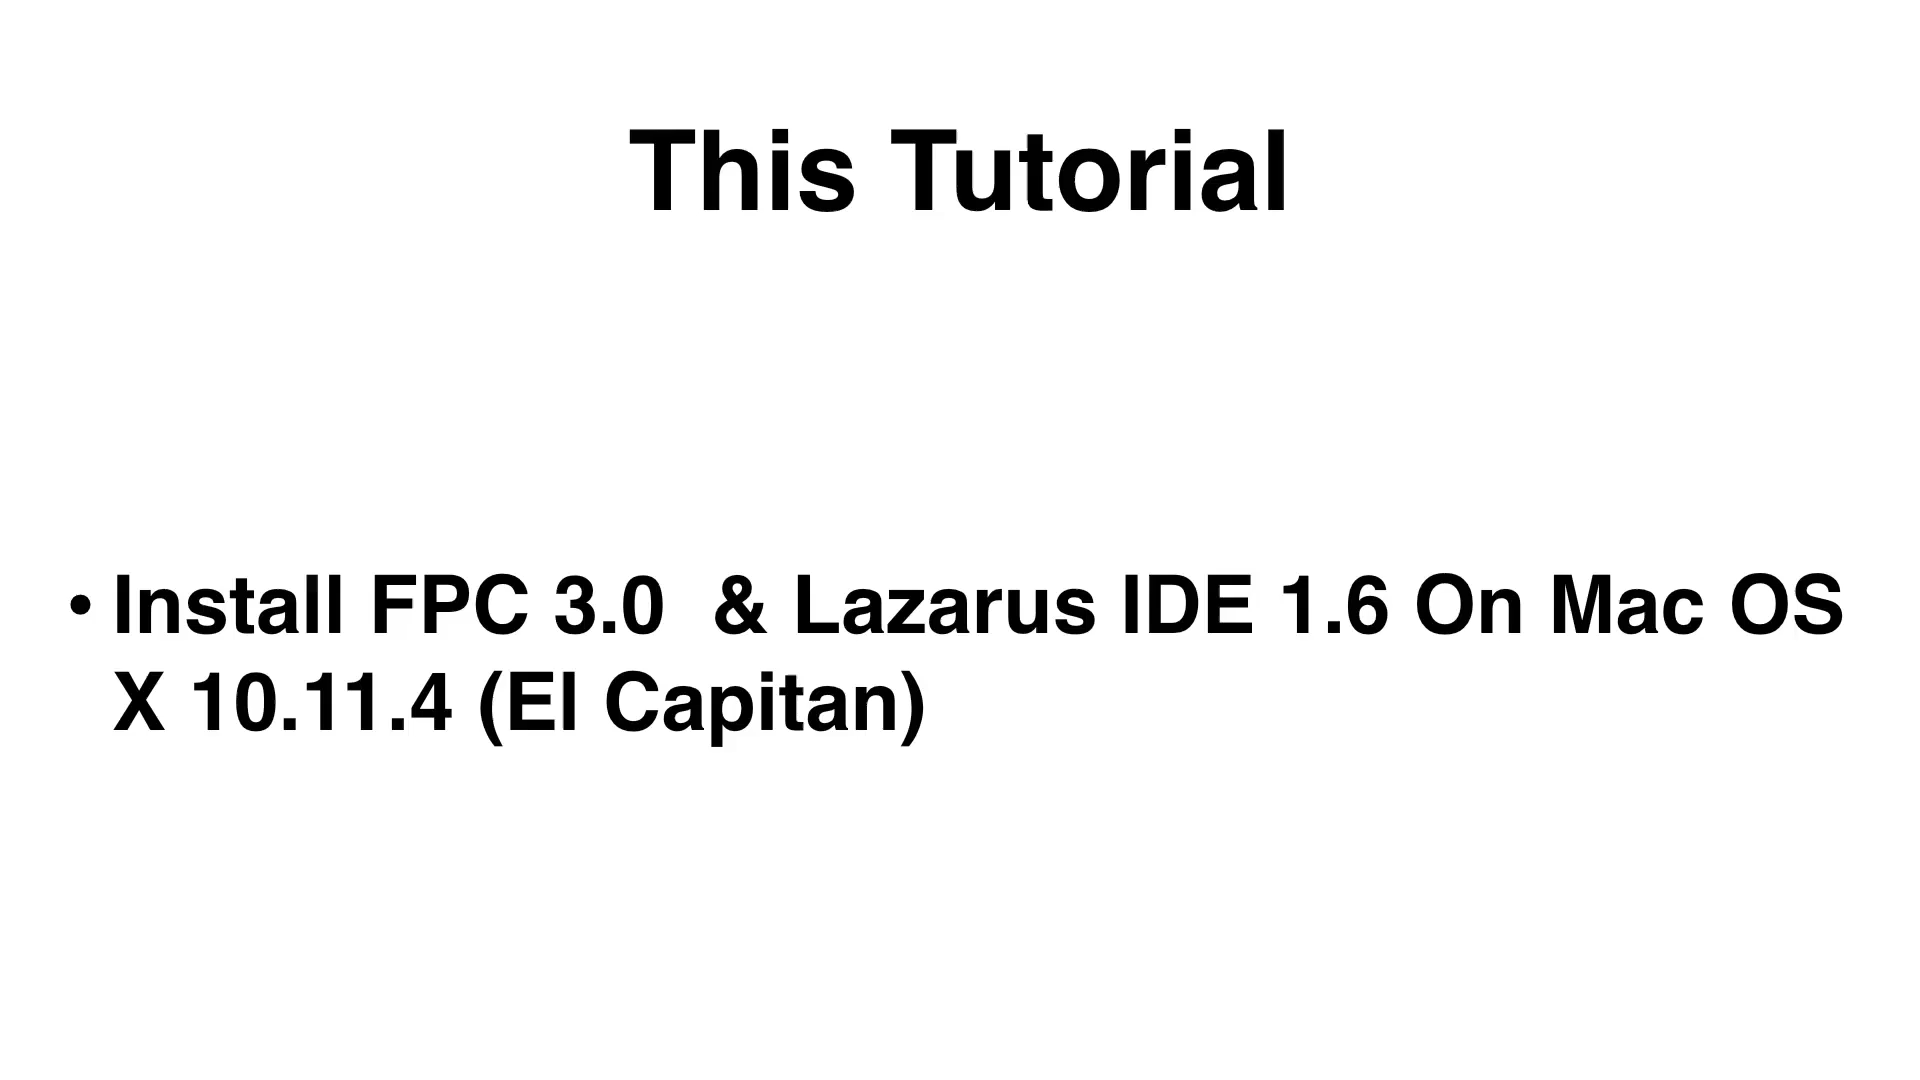 This Tutorial
• Install FPC 3.0  & Lazarus IDE 1.6 On Mac OS
X 10.11.4 (El Capitan)